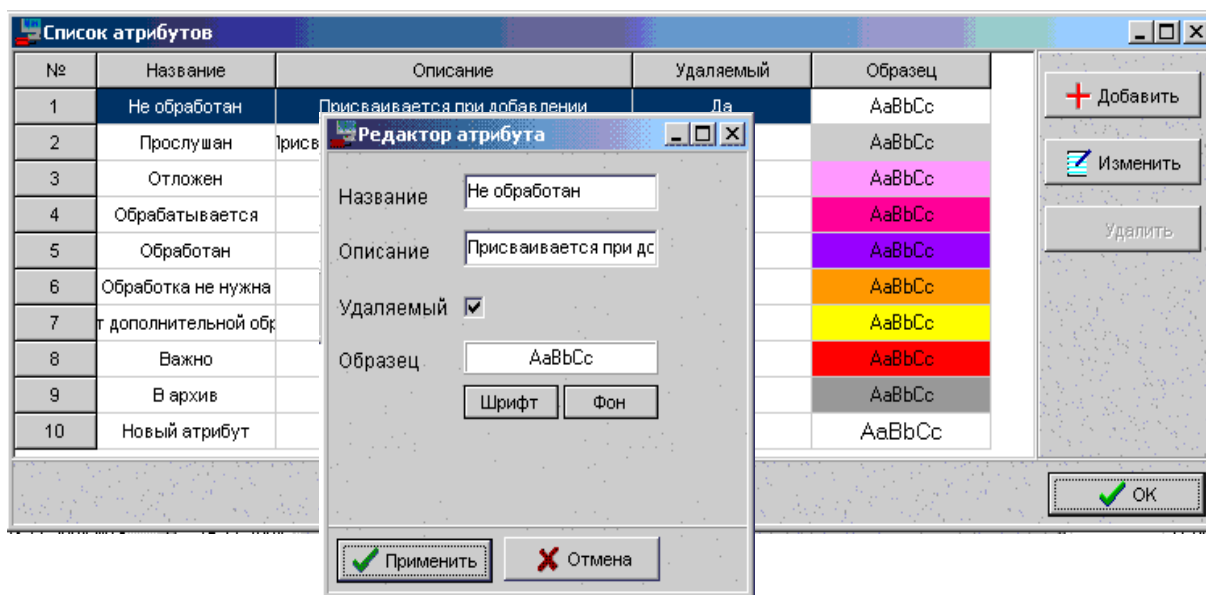 Список атрибутов
№ Название Описание Удаляемый Образец
1 Не обработан Присваивается при добавлении Да AaBbCc
2 Прослушан AaBbCc
3 Отложен AaBbCc
4 Обрабатывается AaBbCc
5 Обработан AaBbCc
6 Обработка не нужна AaBbCc
7 т дополнительной обр AaBbCc
8 Важно AaBbCc
9 В архив AaBbCc
10 Новый атрибут AaBbCc
Добавить
Изменить
Удалить
OK
Редактор атрибута
Название Не обработан
Описание Присваивается при до
Удаляемый
Образец AaBbCc
Шрифт Фон
Применить Отмена